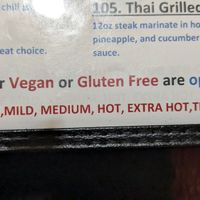 chill
105. Thai Grilled
12oz steak marinate in ho
pineapple, and cucumber
eat choice.
sauce.
r Vegan or Gluten Free are op
,MILD, MEDIUM, HOT, EXTRA HOT,T